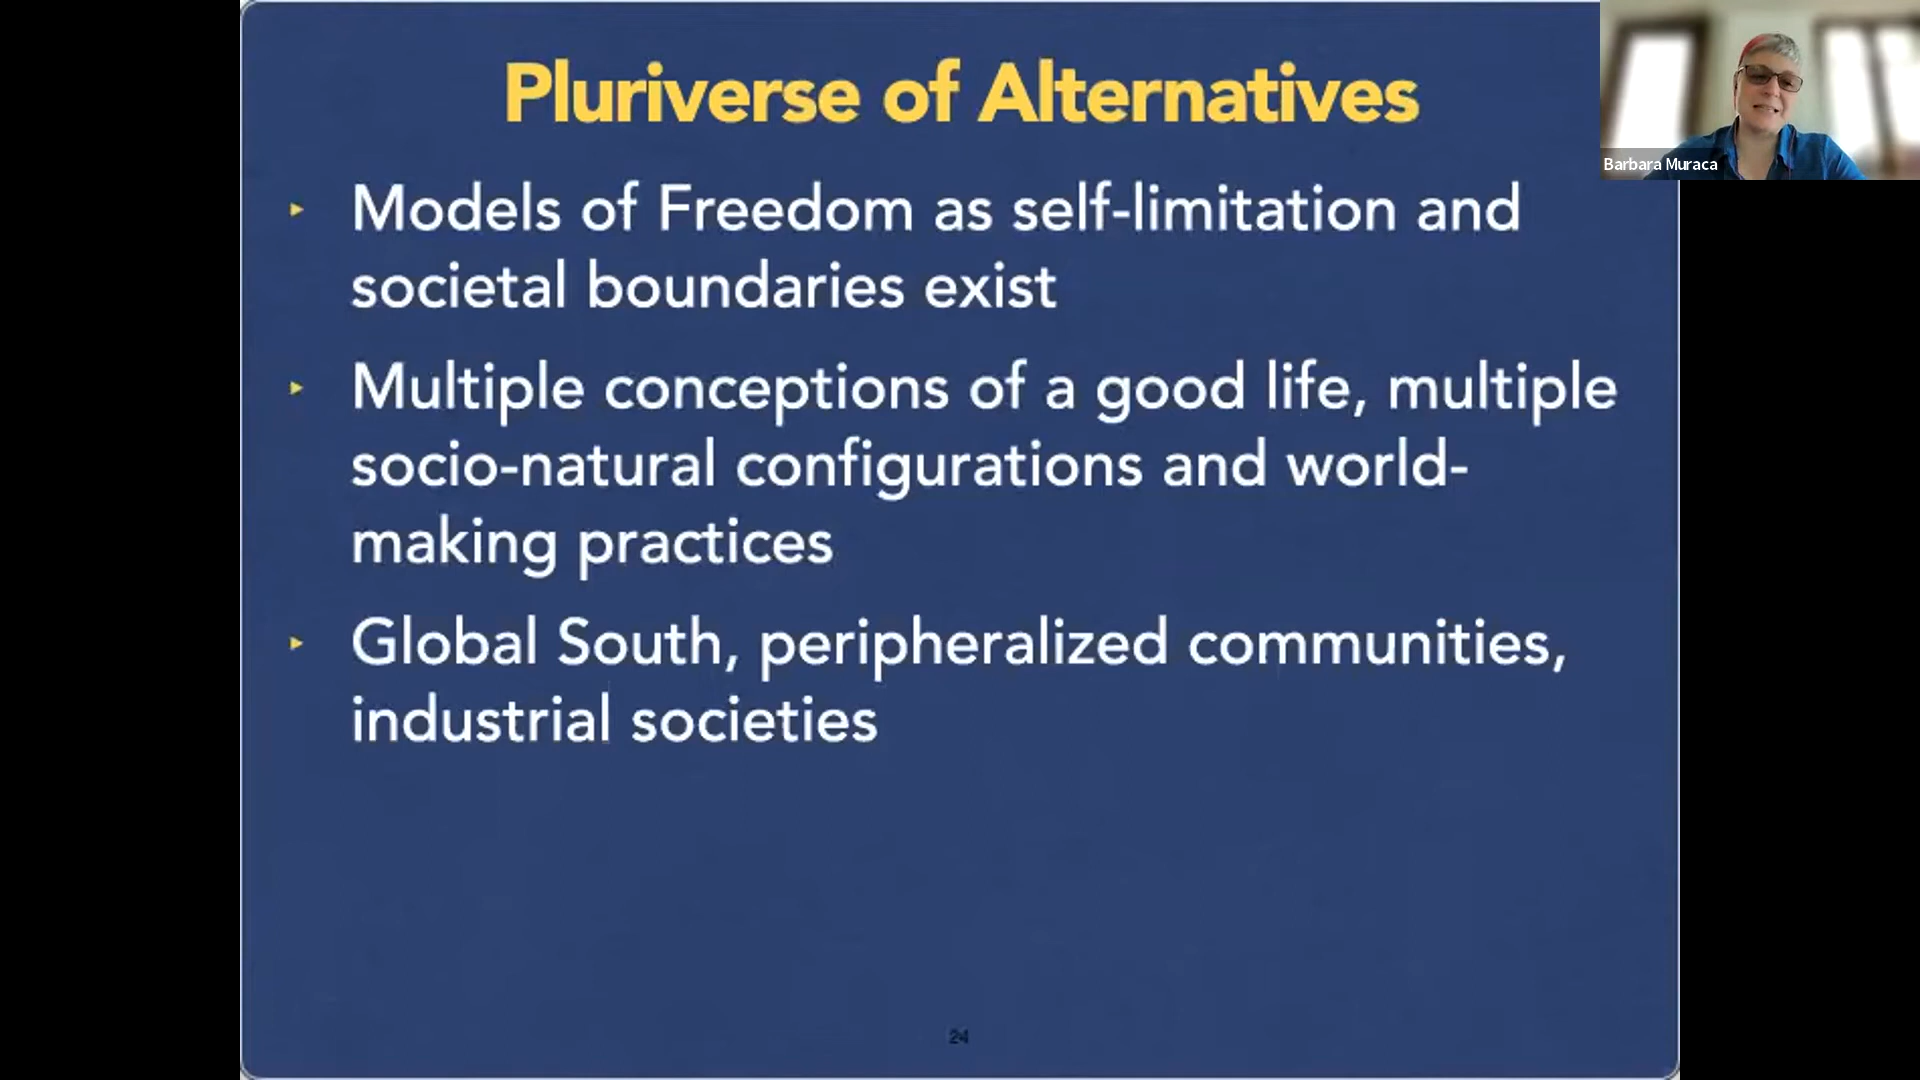 Pluriverse of Alternatives
Barbara Muraca
▸ Models of Freedom as self-limitation and
societal boundaries exist
▸ Multiple conceptions of a good life, multiple
socio-natural configurations and world-
making practices
▸ Global South, peripheralized communities,
industrial societies
24